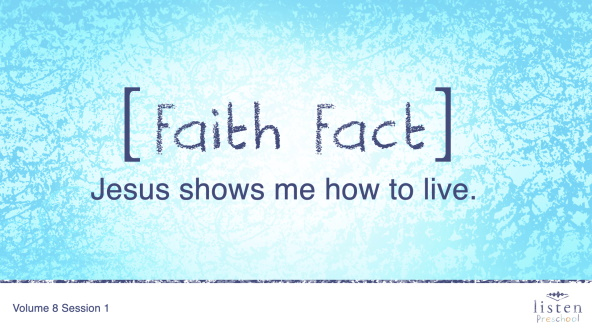 [Faith Fact]
Jesus shows me how to live.
Volume 8 Session 1
listen
Preschool